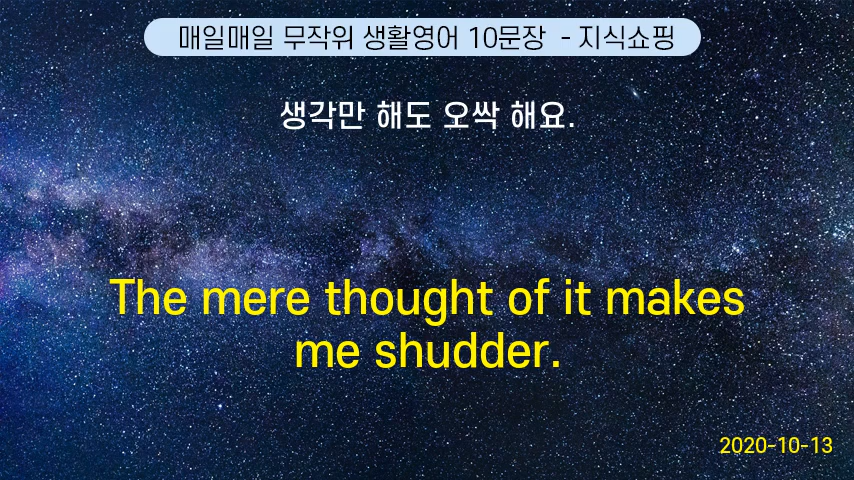 매일매일 무작위 생활영어 10문장 - 지식쇼핑
생각만 해도 오싹 해요.
The mere thought of it makes
me shudder.
2020-10-13